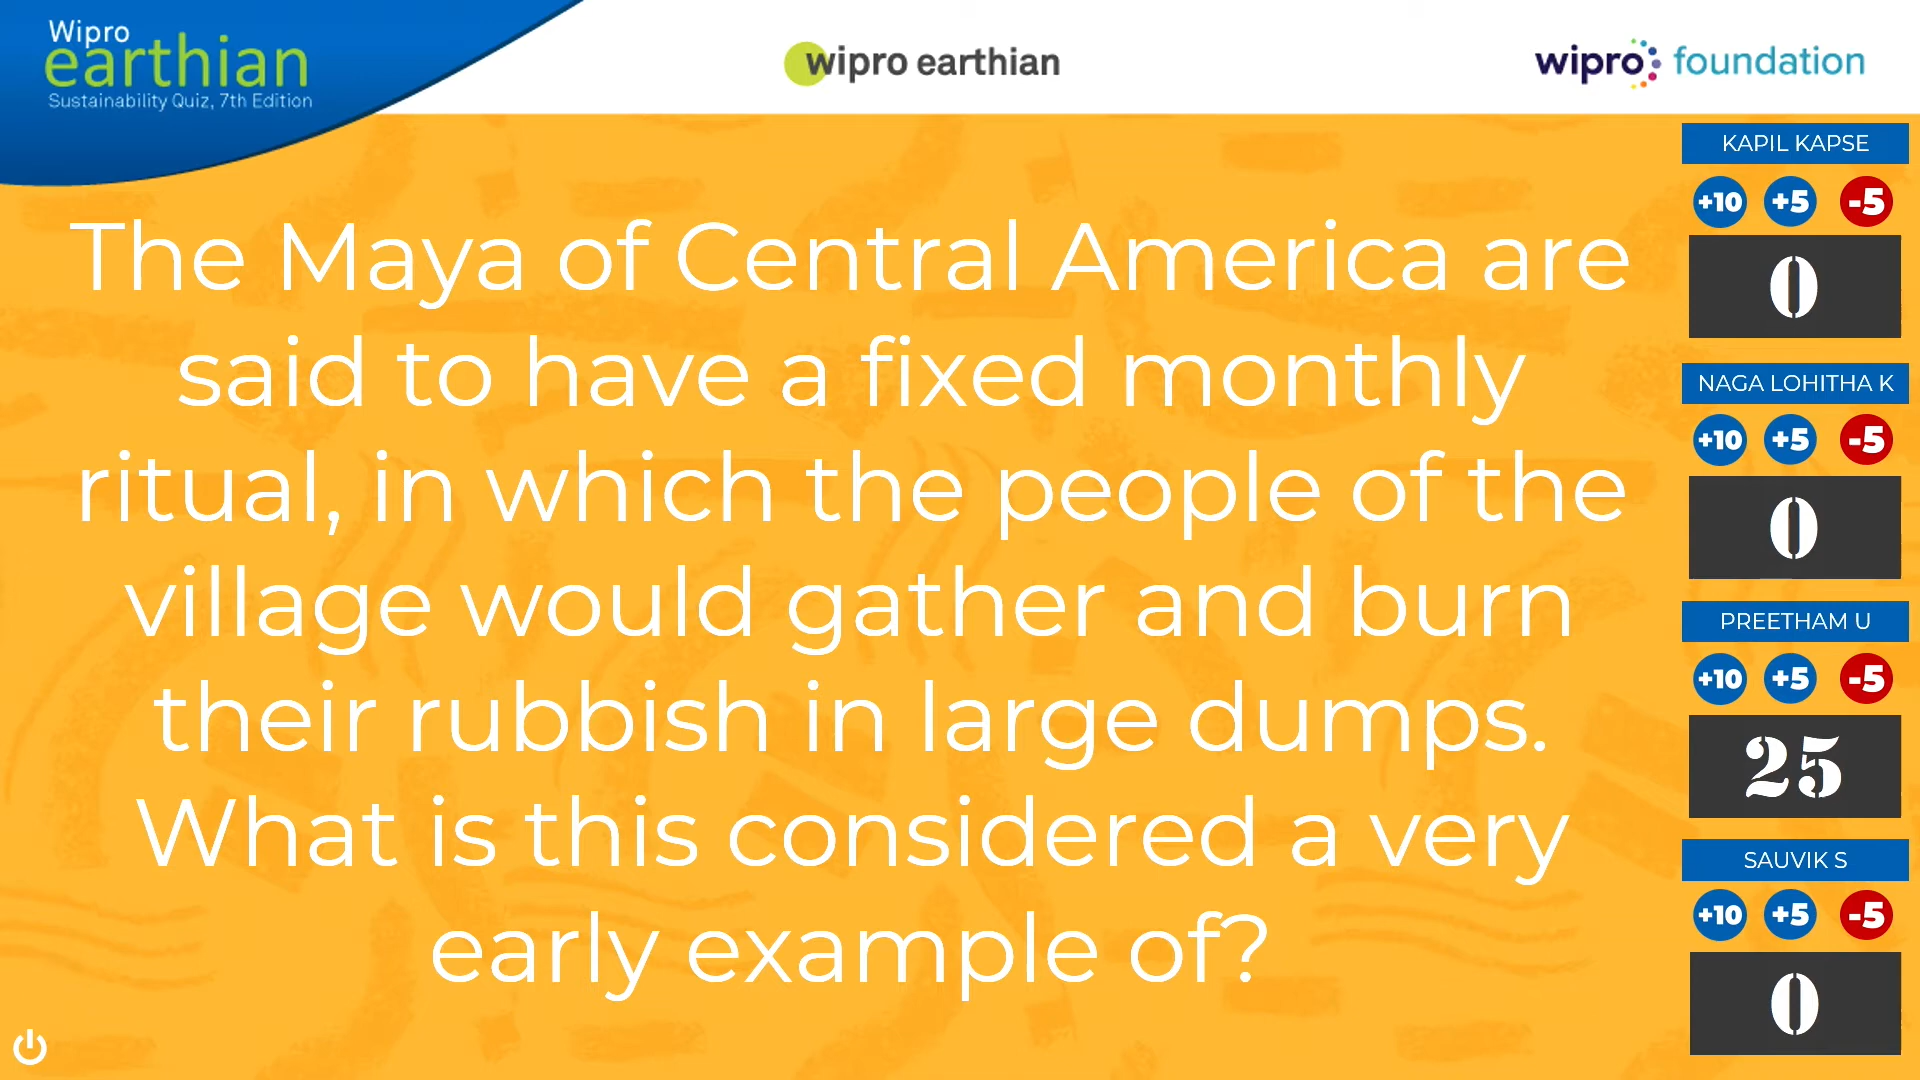 Wipro
earthian
Sustainability Quiz, 7th Edition
wipro earthian
wipro foundation
The Maya of Central America are
said to have a fixed monthly
ritual, in which the people of the
village would gather and burn
their rubbish in large dumps.
What is this considered a very
early example of?
KAPIL KAPSE
+10 +5 -5
0
NAGA LOHITHA K
+10 +5 -5
0
PREETHAM U
+10 +5 -5
25
SAUVIK S
+10 +5 -5
0